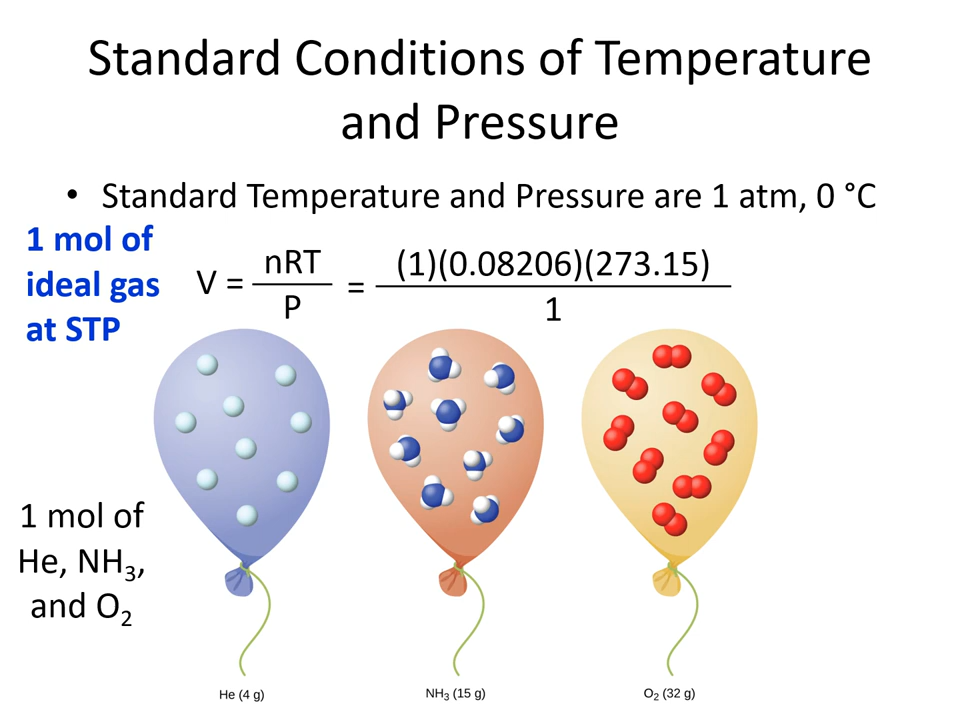 Standard Conditions of Temperature
and Pressure
• Standard Temperature and Pressure are 1 atm, 0 °C
1 mol of
ideal gas
at STP
V = nRT / P = (1)(0.08206)(273.15) / 1
1 mol of
He, NH₃,
and O₂
He (4 g)
NH₃ (15 g)
O₂ (32 g)